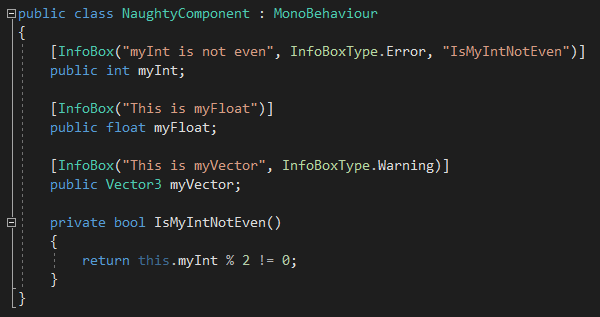 public class NaughtyComponent : MonoBehaviour
{
    [InfoBox("myInt is not even", InfoBoxType.Error, "IsMyIntNotEven")]
    public int myInt;

    [InfoBox("This is myFloat")]
    public float myFloat;

    [InfoBox("This is myVector", InfoBoxType.Warning)]
    public Vector3 myVector;

    private bool IsMyIntNotEven()
    {
        return this.myInt % 2 != 0;
    }
}